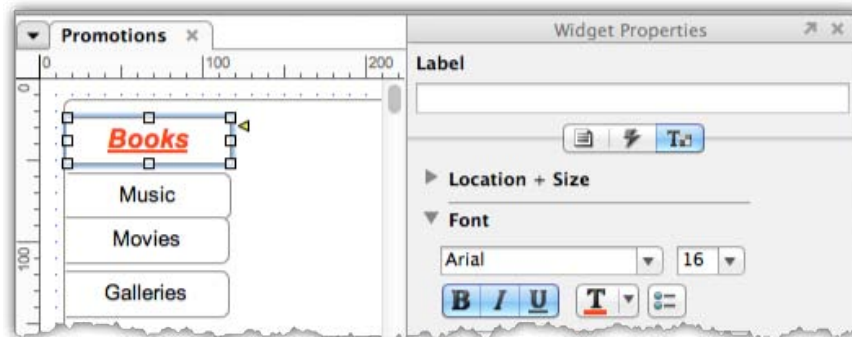 Promotions
0 100 200
0
100
Books
Music
Movies
Galleries
Widget Properties
Label
Location + Size
Font
Arial 16
B I U T